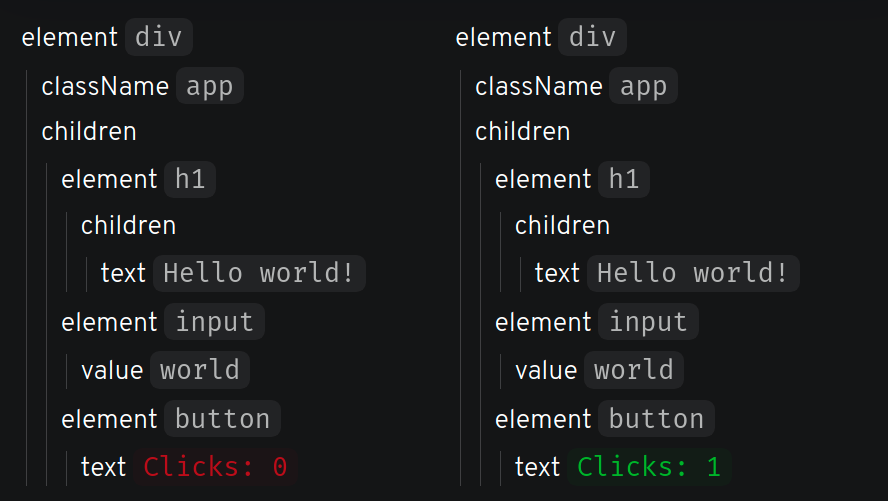 element div
className app
children
element h1
children
text Hello world!
element input
value world
element button
text Clicks: 0
element div
className app
children
element h1
children
text Hello world!
element input
value world
element button
text Clicks: 1